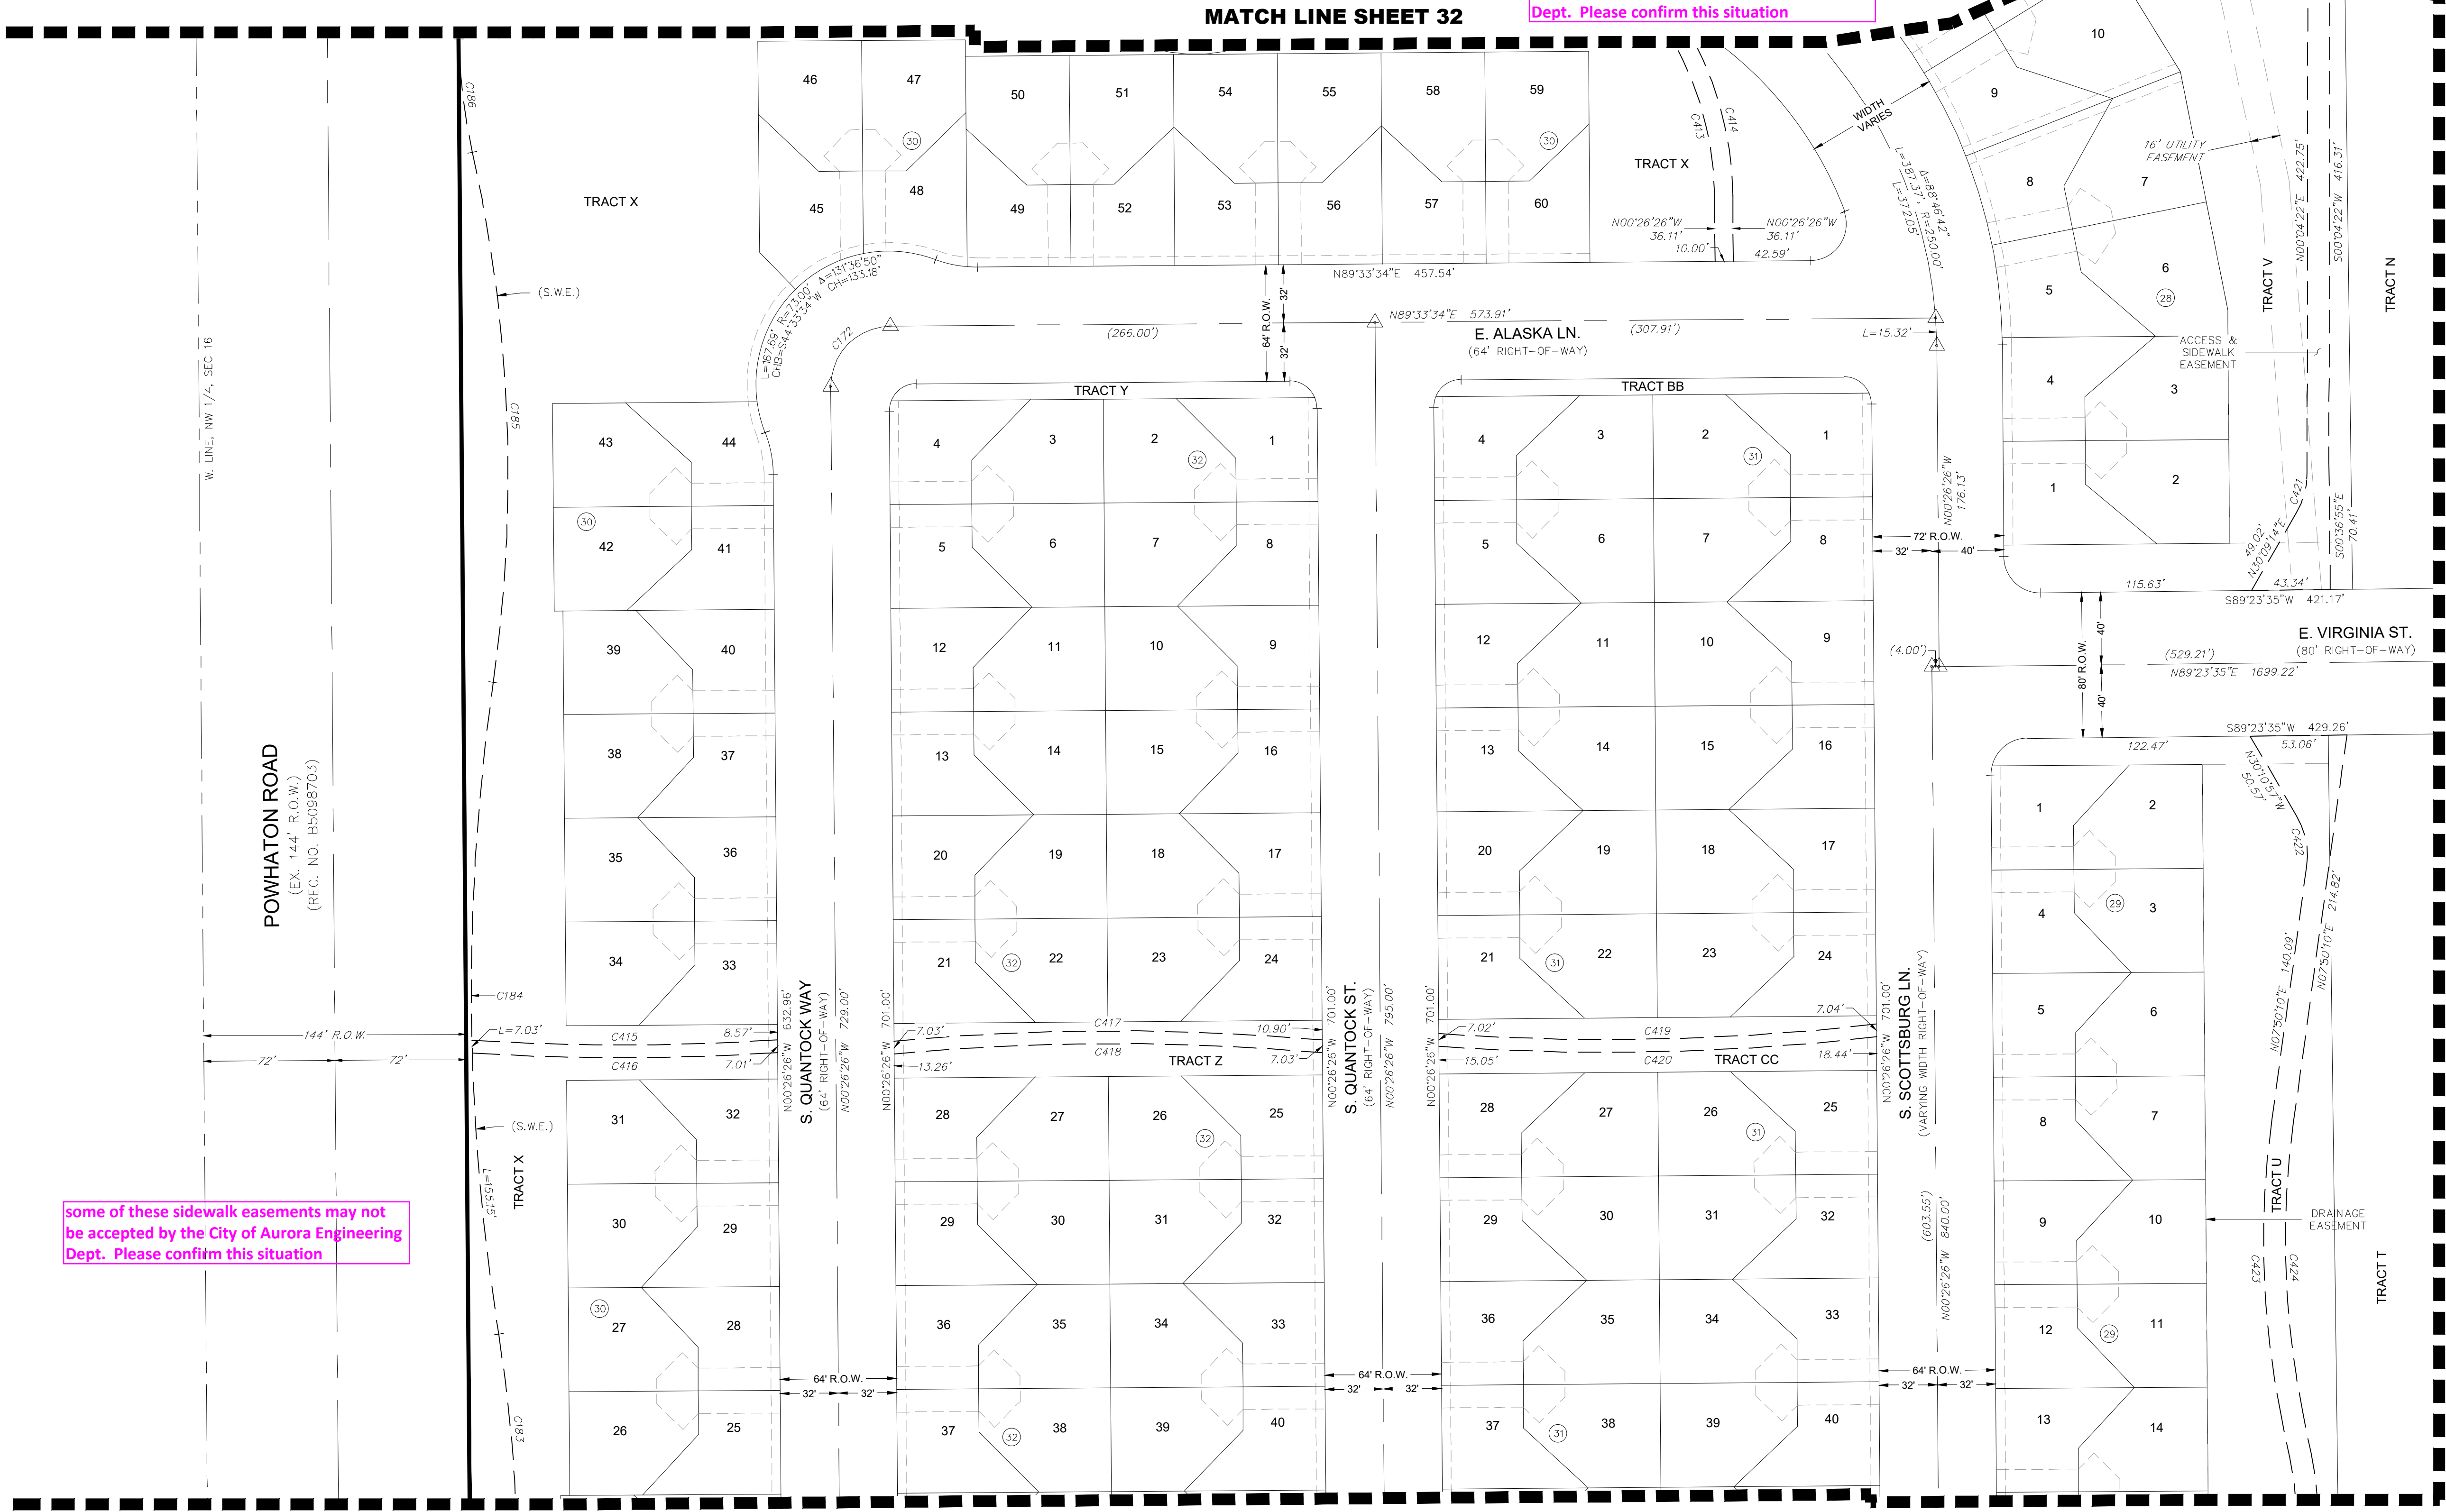 MATCH LINE SHEET 32
Dept.  Please confirm this situation
C186
46
47
50
51
54
55
58
59
10
9
WIDTH
VARIES
C413
C414
30
30
TRACT X
TRACT X
16' UTILITY
EASEMENT
8
7
45
48
49
52
53
56
57
60
N00°26'26"W
36.11'
N00°26'26"W
36.11'
10.00'
42.59'
Δ=88°46'42"
L=387.37', R=250.00'
L=372.05'
N00°04'22"E  422.75'
S00°04'22"W  416.31'
TRACT V
TRACT N
(S.W.E.)
L=167.69'  R=73.00'  Δ=131°36'50"
CHB=S44°33'34"W  CH=133.18'
N89°33'34"E  457.54'
5
6
28
C172
(266.00')
64' R.O.W.
32'
32'
N89°33'34"E  573.91'
(307.91')
E. ALASKA LN.
(64' RIGHT-OF-WAY)
L=15.32'
ACCESS &
SIDEWALK
EASEMENT
W. LINE, NW 1/4, SEC 16
C185
TRACT Y
TRACT BB
4
3
43
44
4
3
2
1
32
4
3
2
1
31
N00°26'26"W
176.13'
1
2
C421
30
42
41
5
6
7
8
5
6
7
8
72' R.O.W.
32'
40'
49.02'
N30°09'14"E
S00°36'55"E
70.41'
115.63'
43.34'
S89°23'35"W  421.17'
39
40
12
11
10
9
12
11
10
9
(4.00')
80' R.O.W.
40'
40'
E. VIRGINIA ST.
(80' RIGHT-OF-WAY)
(529.21')
N89°23'35"E  1699.22'
38
37
13
14
15
16
13
14
15
16
S89°23'35"W  429.26'
122.47'
53.06'
N30°10'57"W
50.57'
POWHATON ROAD
(EX. 144' R.O.W.)
(REC. NO. B5098703)
35
36
20
19
18
17
20
19
18
17
1
2
C422
29
4
3
34
33
21
32
22
23
24
21
31
22
23
24
N07°50'10"E  140.09'
N07°50'10"E  214.82'
C184
144' R.O.W.
72'
72'
L=7.03'
C415
8.57'
C416
7.01'
N00°26'26"W  632.96'
S. QUANTOCK WAY
(64' RIGHT-OF-WAY)
N00°26'26"W  729.00'
N00°26'26"W  701.00'
7.03'
13.26'
C417
C418
10.90'
7.03'
TRACT Z
N00°26'26"W  701.00'
S. QUANTOCK ST.
(64' RIGHT-OF-WAY)
N00°26'26"W  795.00'
N00°26'26"W  701.00'
7.02'
15.05'
C419
C420
7.04'
18.44'
TRACT CC
N00°26'26"W  701.00'
S. SCOTTSBURG LN.
(VARYING WIDTH RIGHT-OF-WAY)
5
6
(S.W.E.)
31
32
28
27
26
25
32
28
27
26
25
31
8
7
L=155.15'
TRACT X
some of these sidewalk easements may not
be accepted by the City of Aurora Engineering
Dept.  Please confirm this situation
30
29
29
30
31
32
29
30
31
32
(603.55')
N00°26'26"W  840.00'
9
10
TRACT U
DRAINAGE
EASEMENT
C423
C424
TRACT T
30
27
28
36
35
34
33
36
35
34
33
12
29
11
64' R.O.W.
32'
32'
64' R.O.W.
32'
32'
64' R.O.W.
32'
32'
C183
26
25
37
32
38
39
40
37
31
38
39
40
13
14